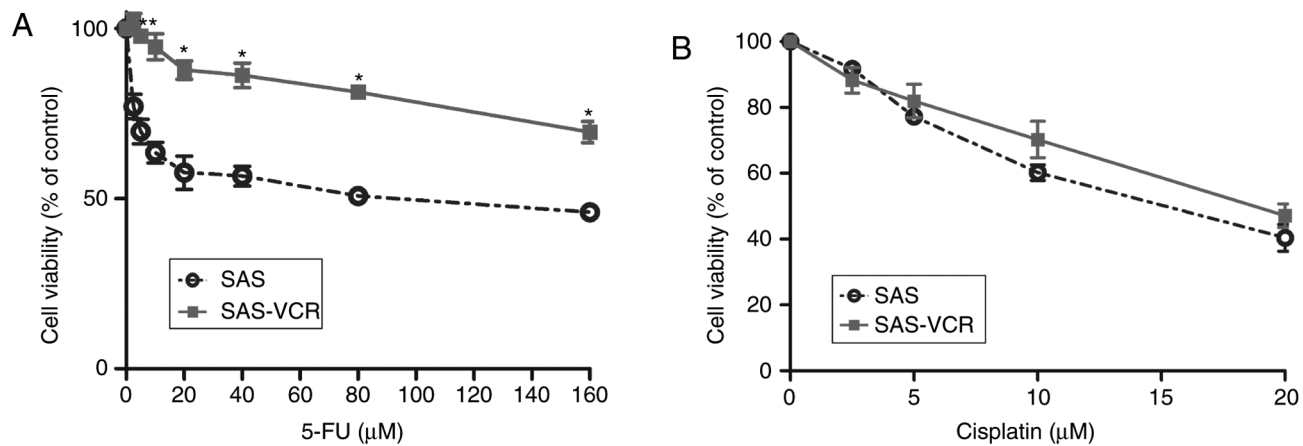 A
Cell viability (% of control)
100
50
0
**
*
*
*
*
SAS
SAS-VCR
0
20
40
60
80
100
120
140
160
5-FU (μM)
B
Cell viability (% of control)
100
80
60
40
20
0
SAS
SAS-VCR
0
5
10
15
20
Cisplatin (μM)